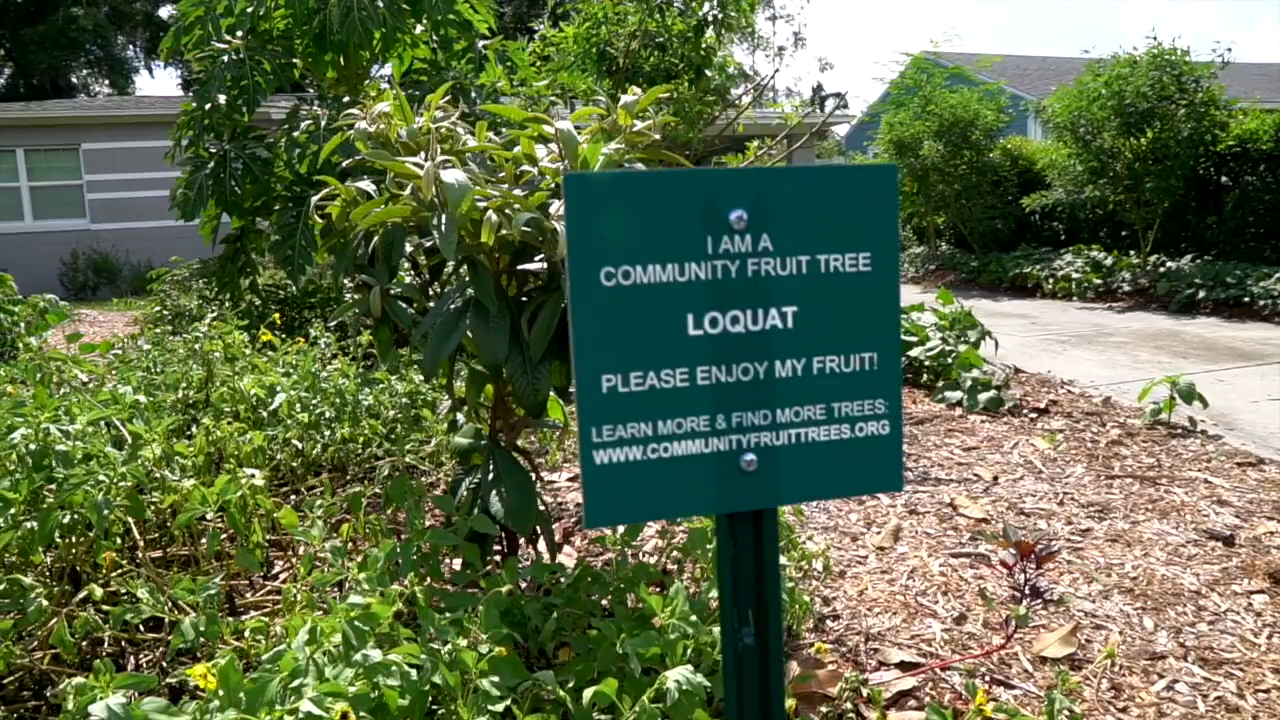 I AM A
COMMUNITY FRUIT TREE
LOQUAT
PLEASE ENJOY MY FRUIT!
LEARN MORE & FIND MORE TREES:
WWW.COMMUNITYFRUITTREES.ORG